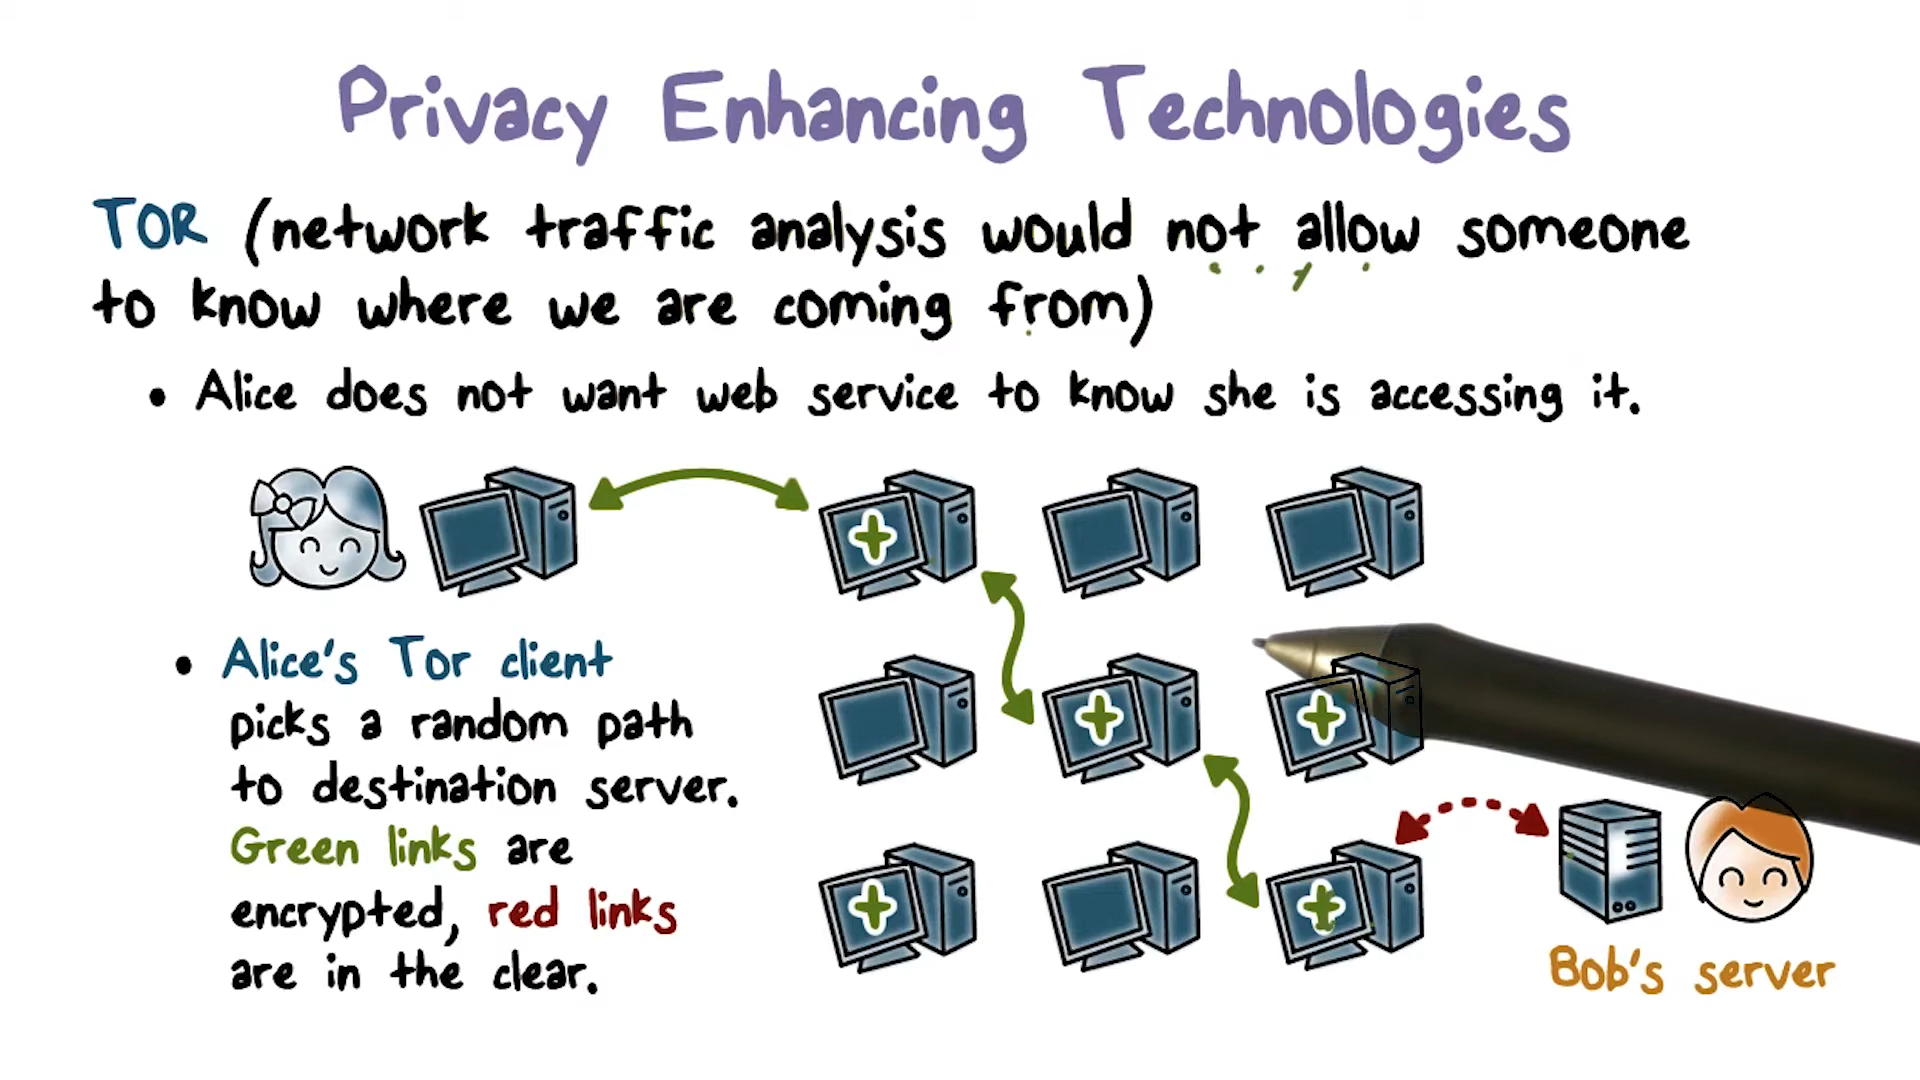 Privacy Enhancing Technologies
TOR (network traffic analysis would not allow someone
to know where we are coming from)
• Alice does not want web service to know she is accessing it.
• Alice's Tor client
picks a random path
to destination server.
Green links are
encrypted, red links
are in the clear.
Bob's server